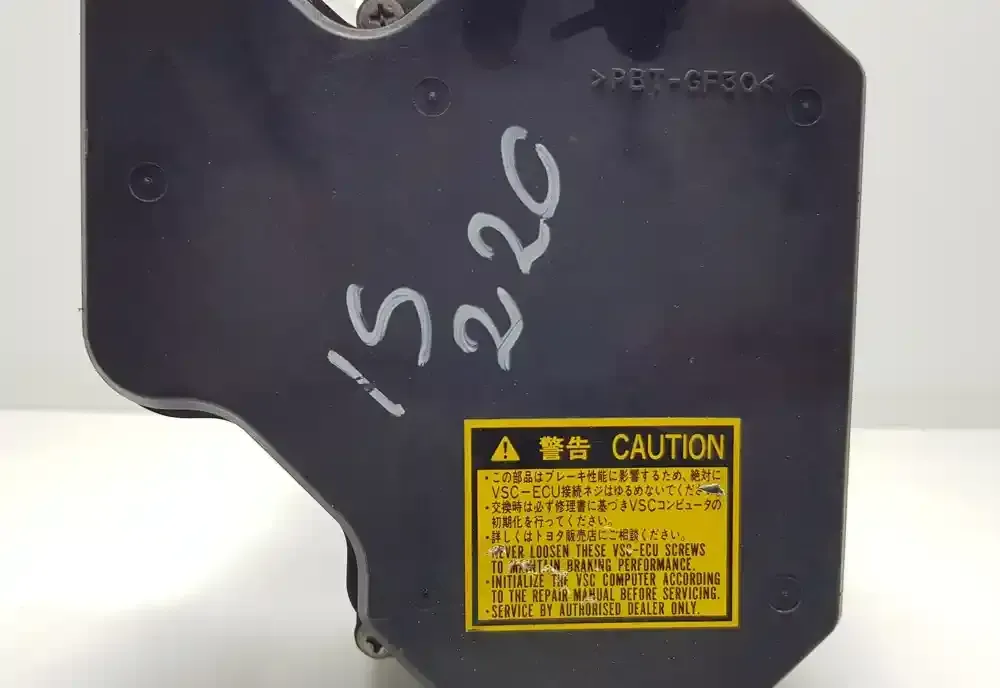 >PBT-GF30<
IS
220
警告 CAUTION
・この部品はブレーキ性能に影響するため、絶対に
VSC-ECU接続ネジはゆるめないでくださ
・交換時は必ず修理書に基づきVSCコンピュータの
初期化を行ってください。
・詳しくはトヨタ販売店にご相談ください。
・NEVER LOOSEN THESE VSC-ECU SCREWS
TO MAINTAIN BRAKING PERFORMANCE.
・INITIALIZE THE VSC COMPUTER ACCORDING
TO THE REPAIR MANUAL BEFORE SERVICING.
・SERVICE BY AUTHORISED DEALER ONLY.